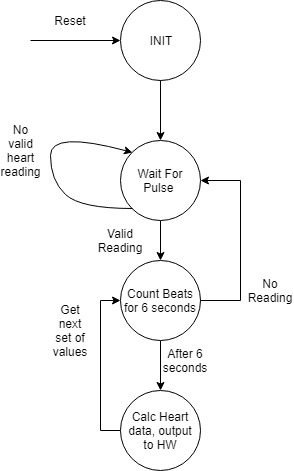 Reset
INIT
No
valid
heart
reading
Wait For
Pulse
Valid
Reading
Count Beats
for 6 seconds
No
Reading
Get
next
set of
values
After 6
seconds
Calc Heart
data, output
to HW